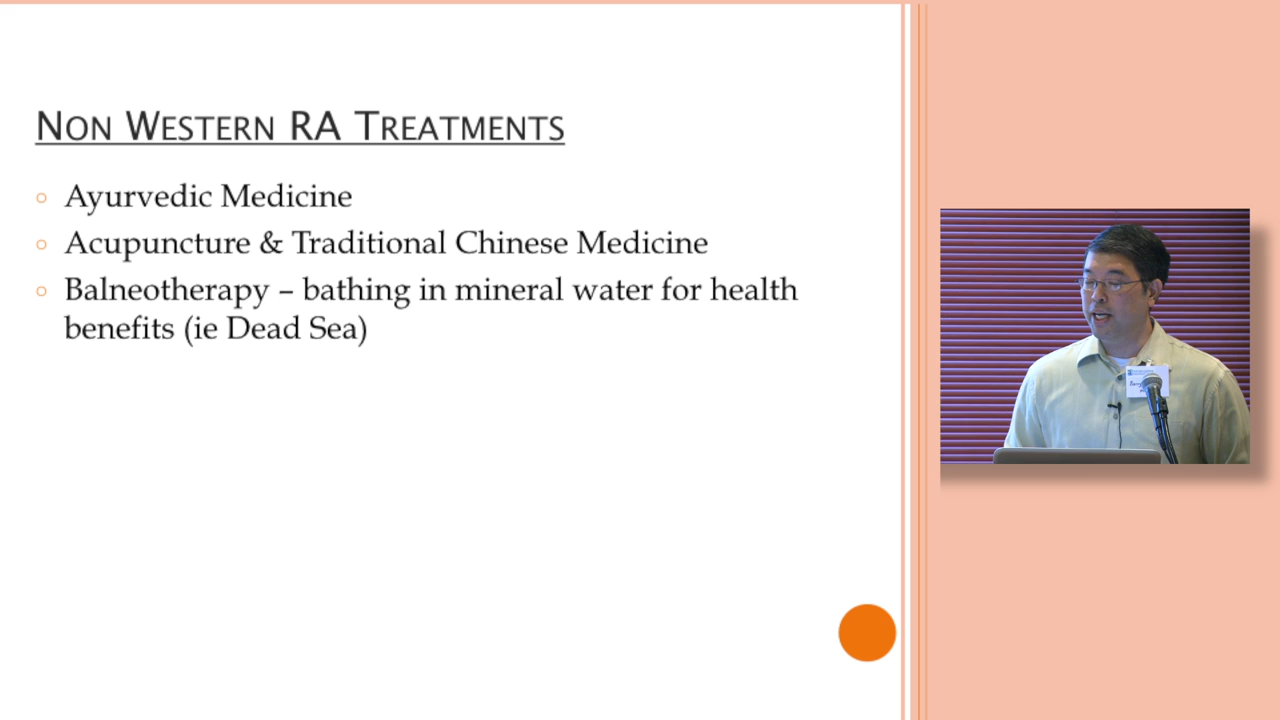 Non Western RA Treatments
Ayurvedic Medicine
Acupuncture & Traditional Chinese Medicine
Balneotherapy – bathing in mineral water for health
benefits (ie Dead Sea)